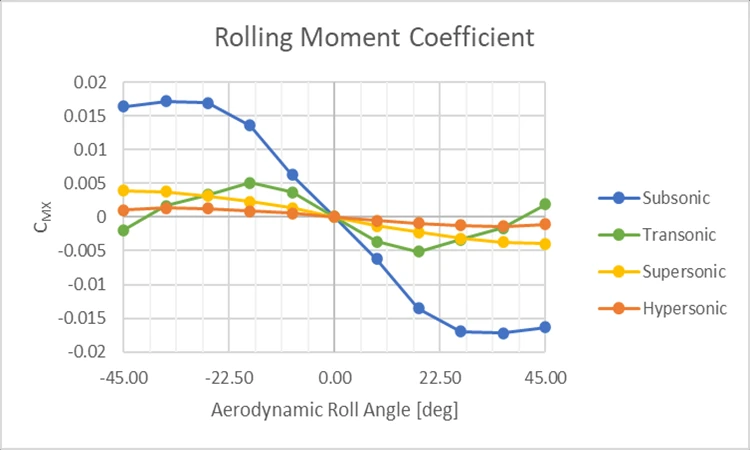 Rolling Moment Coefficient
0.02
0.015
0.01
0.005
0
-0.005
-0.01
-0.015
-0.02
C_MX
-45.00 -22.50 0.00 22.50 45.00
Aerodynamic Roll Angle [deg]
Subsonic
Transonic
Supersonic
Hypersonic